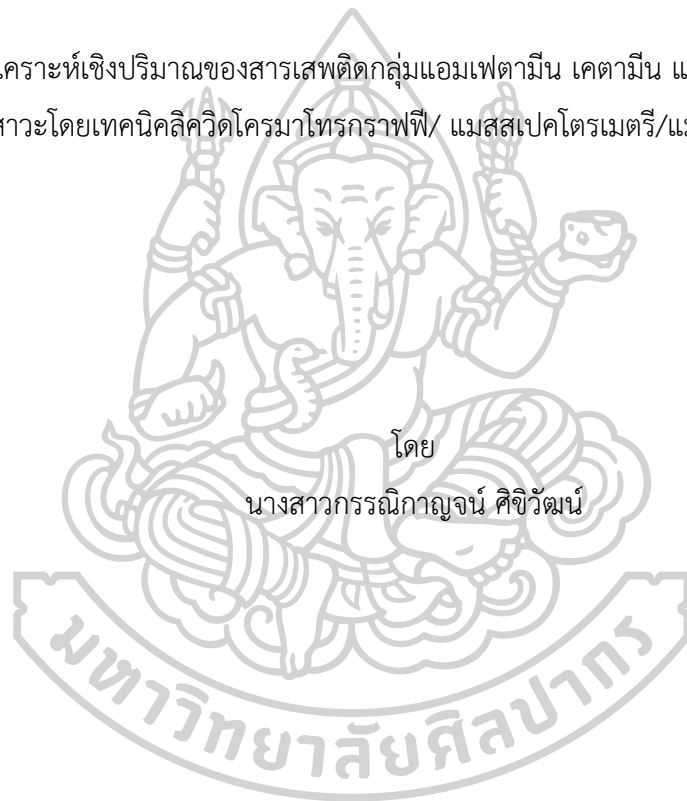 เคราะห์เชิงปริมาณของสารเสพติดกลุ่มแอมเฟตามีน เคตามีน แ
สาวะโดยเทคนิคลิควิดโครมาโทรกราฟฟี/ แมสสเปคโตรเมตรี/แม
โดย
นางสาวกรรณิกาญจน์ ศิขิวัฒน์
มหาวิทยาลัยศิลปากร